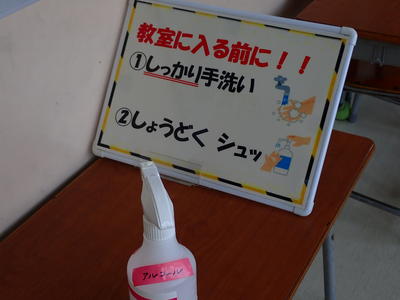 教室に入る前に！！
①しっかり手洗い
②しょうどく シュッ
アルコール